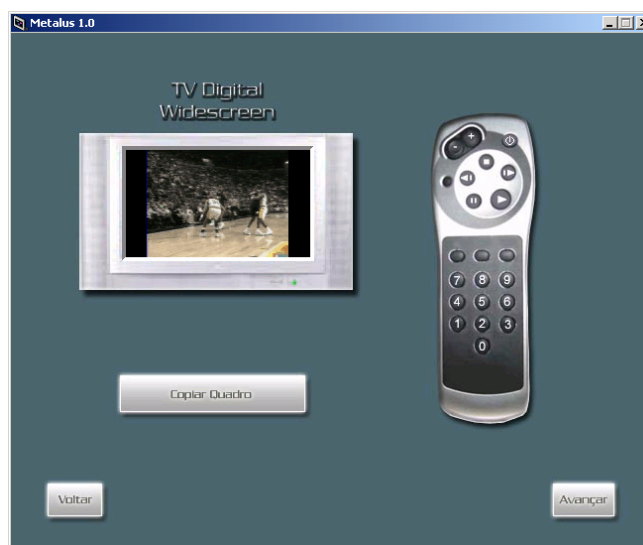 Metalus 1.0
TV Digital
Widescreen
+
-
7 8 9
4 5 6
1 2 3
0
Copiar Quadro
Voltar
Avançar